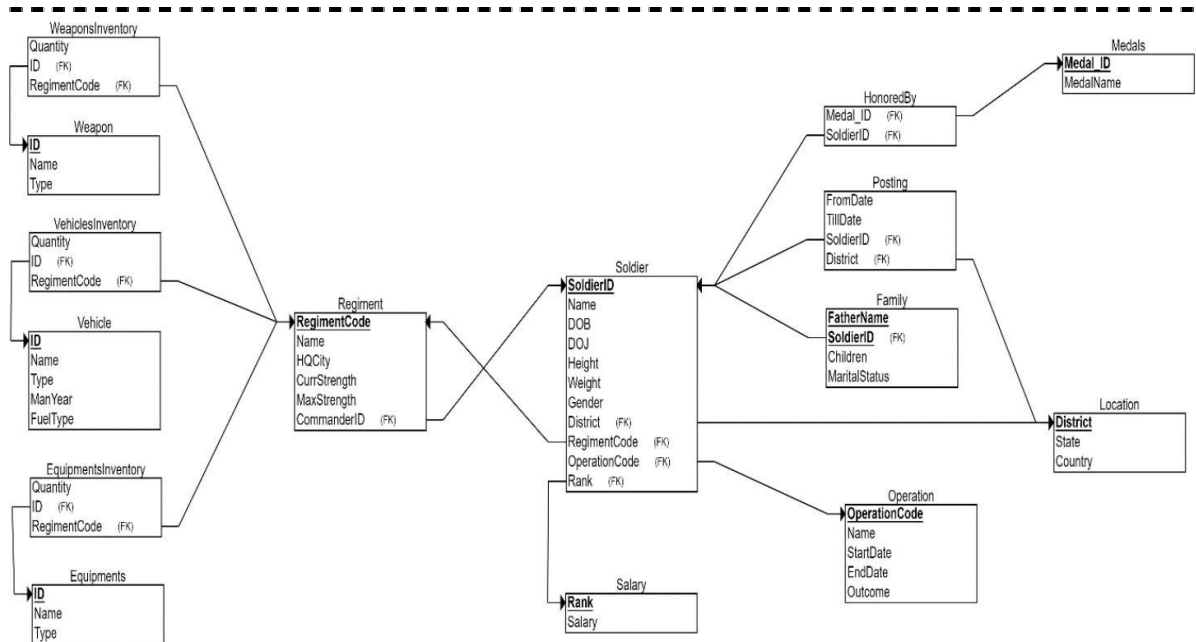 WeaponsInventory
Quantity
ID (FK)
RegimentCode (FK)
Weapon
ID
Name
Type
VehiclesInventory
Quantity
ID (FK)
RegimentCode (FK)
Vehicle
ID
Name
Type
ManYear
FuelType
EquipmentsInventory
Quantity
ID (FK)
RegimentCode (FK)
Equipments
ID
Name
Type
Regiment
RegimentCode
Name
HQCity
CurrStrength
MaxStrength
CommanderID (FK)
Soldier
SoldierID
Name
DOB
DOJ
Height
Weight
Gender
District (FK)
RegimentCode (FK)
OperationCode (FK)
Rank (FK)
Salary
Rank
Salary
Medals
Medal_ID
MedalName
HonoredBy
Medal_ID (FK)
SoldierID (FK)
Posting
FromDate
TillDate
SoldierID (FK)
District (FK)
Family
FatherName
SoldierID (FK)
Children
MaritalStatus
Location
District
State
Country
Operation
OperationCode
Name
StartDate
EndDate
Outcome